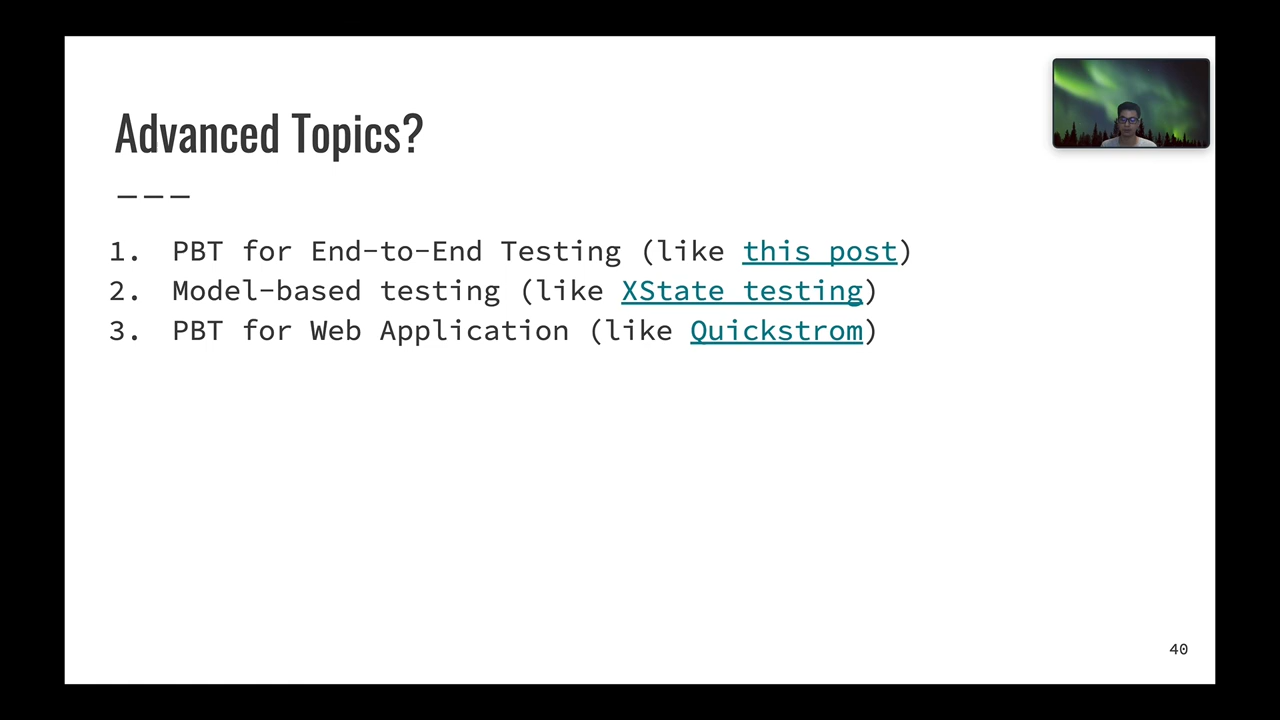 Advanced Topics?
———
1. PBT for End-to-End Testing (like this post)
2. Model-based testing (like XState testing)
3. PBT for Web Application (like Quickstrom)
40